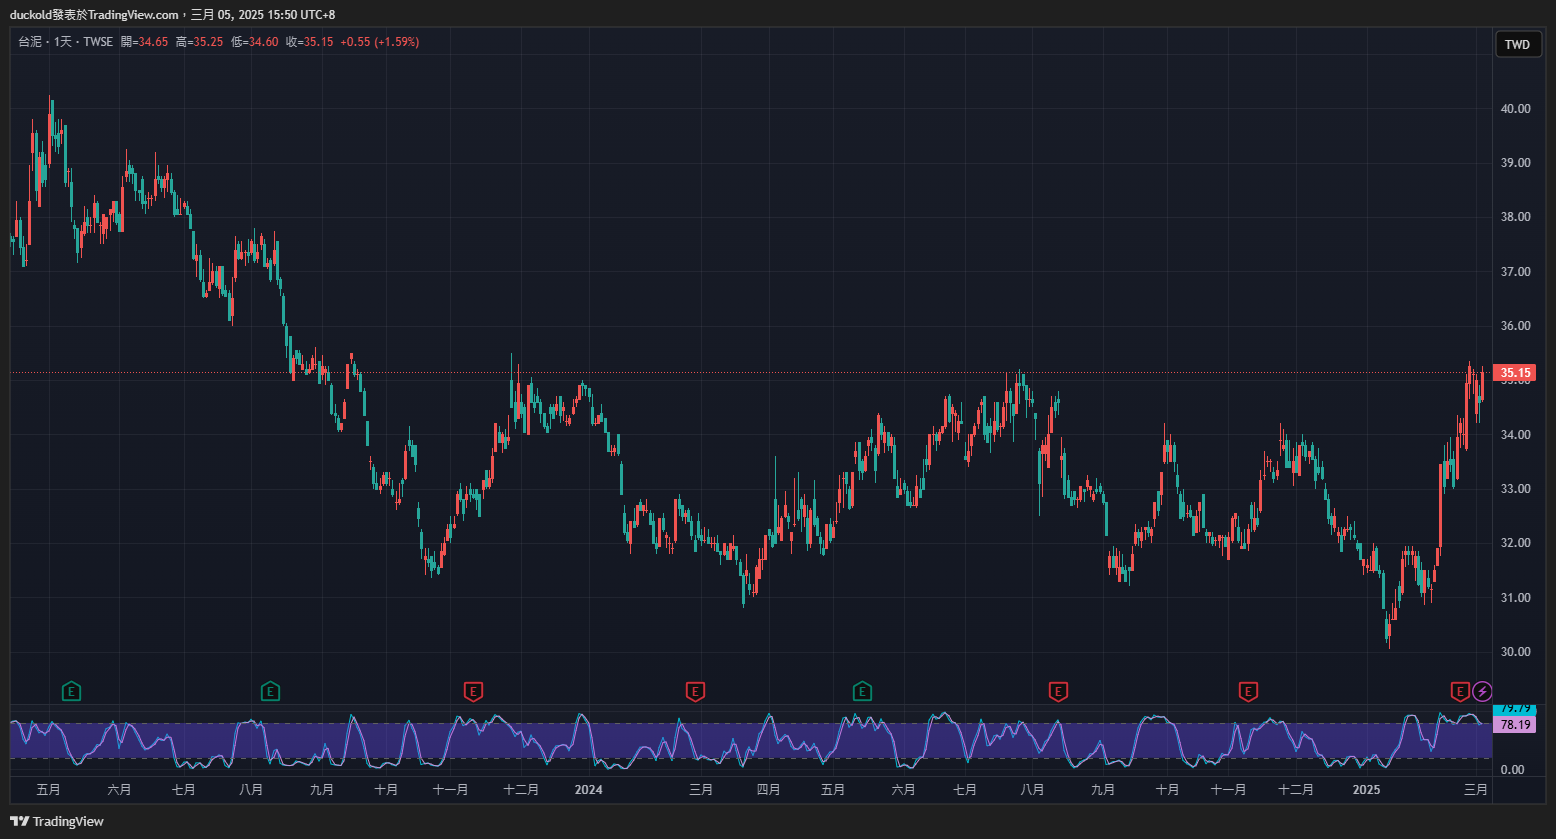 duckold發表於TradingView.com，三月 05, 2025 15:50 UTC+8
台泥 · 1天 · TWSE 開=34.65 高=35.25 低=34.60 收=35.15 +0.55 (+1.59%)
TWD
40.00
39.00
38.00
37.00
36.00
35.15
35.00
34.00
33.00
32.00
31.00
30.00
E E E E E E E E
79.79
78.19
0.00
五月 六月 七月 八月 九月 十月 十一月 十二月 2024 三月 四月 五月 六月 七月 八月 九月 十月 十一月 十二月 2025 三月
TradingView